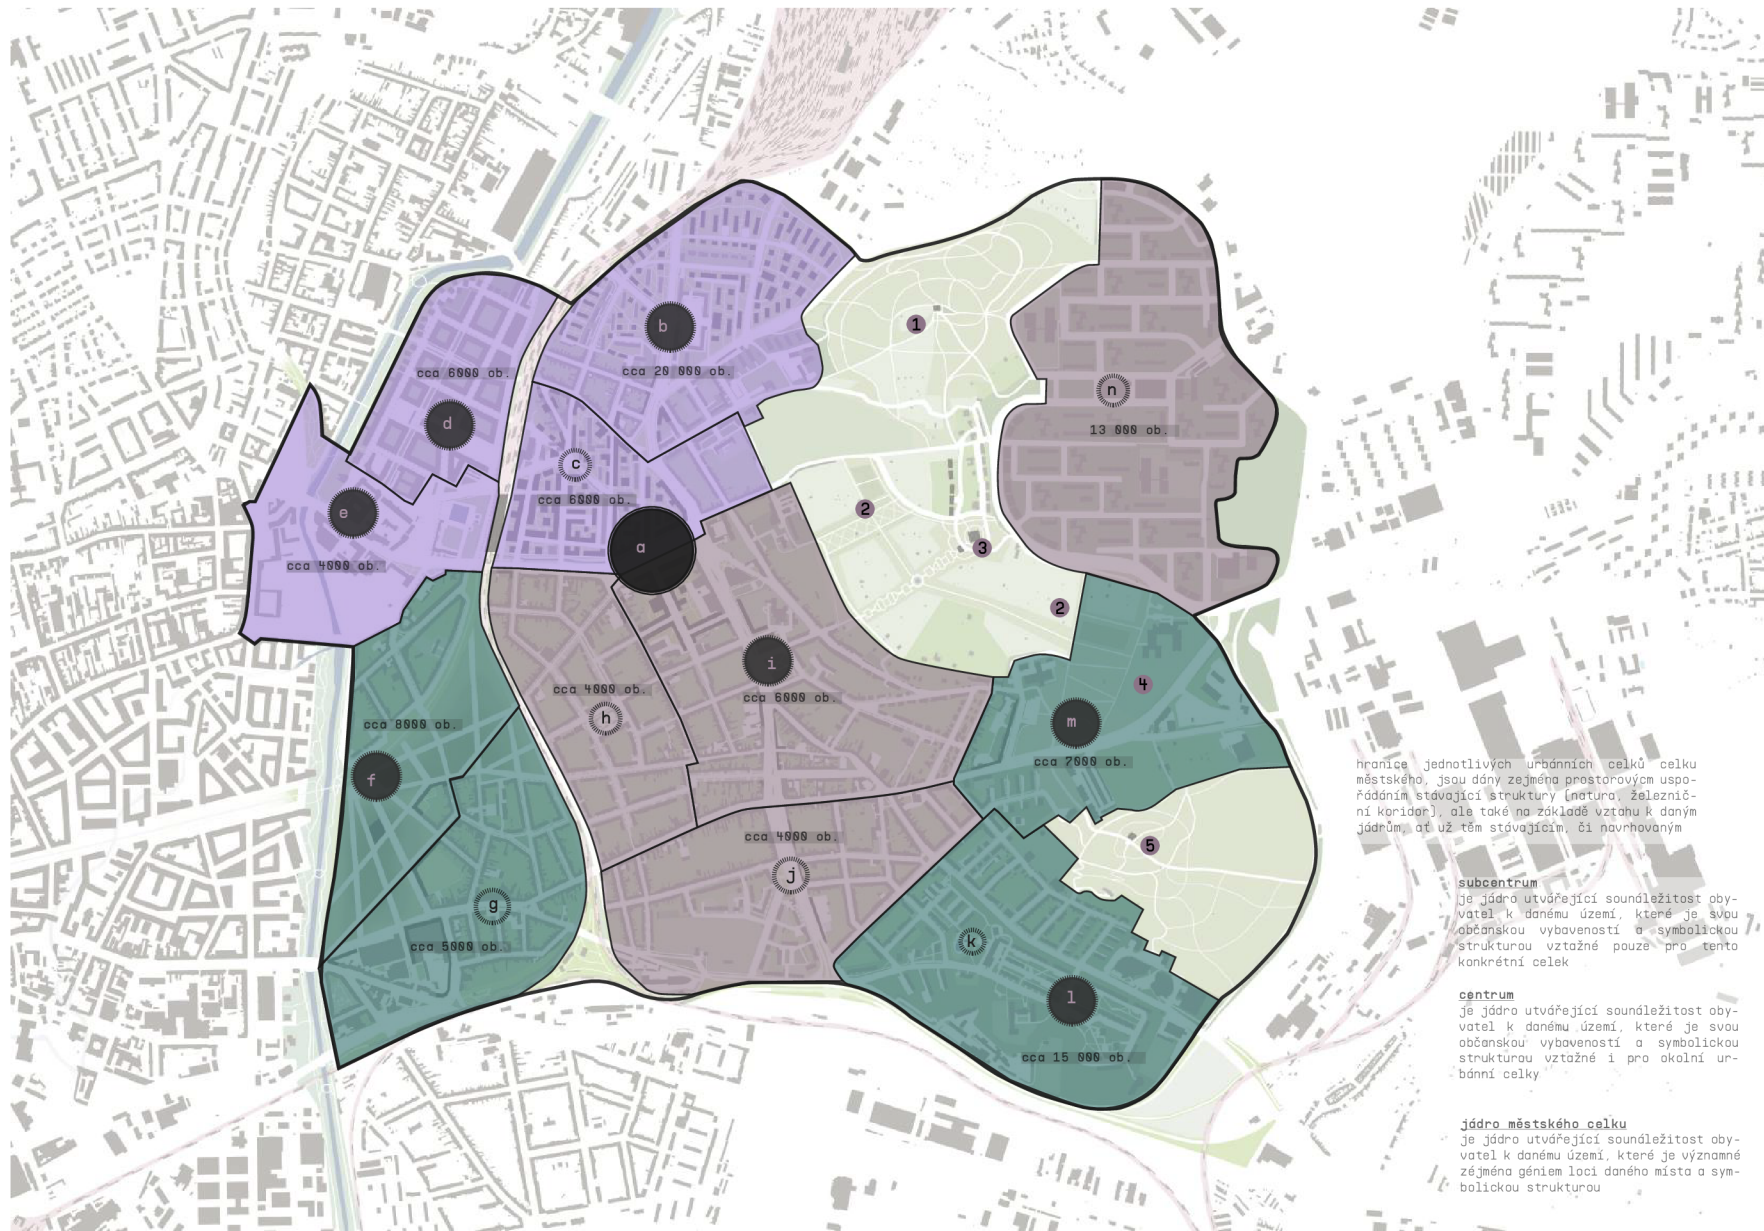 1
b
cca 20 000 ob.
cca 6000 ob.
n
d
13 000 ob.
c
cca 6000 ob.
2
e
a
3
cca 4000 ob.
2
i
4
cca 4000 ob.
cca 6000 ob.
h
m
cca 8000 ob.
cca 7000 ob.
f
cca 4000 ob.
5
j
g
k
cca 5000 ob.
l
cca 15 000 ob.
hranice jednotlivých urbánních celků celku
městského, jsou dány zejména prostorovýcm uspo-
řádáním stávající struktury (natura, železnič-
ní koridor), ale také na základě vztahu k daným
jádrům, ať už těm stávajícím, či navrhovaným
subcentrum
je jádro utvářející sounáležitost oby-
vatel k danému území, které je svou
občanskou vybaveností a symbolickou
strukturou vztažné pouze pro tento
konkrétní celek
centrum
je jádro utvářející sounáležitost oby-
vatel k danému území, které je svou
občanskou vybaveností a symbolickou
strukturou vztažné i pro okolní ur-
bánní celky
jádro městského celku
je jádro utvářející sounáležitost oby-
vatel k danému území, které je významné
zéjména géniem loci daného místa a sym-
bolickou strukturou